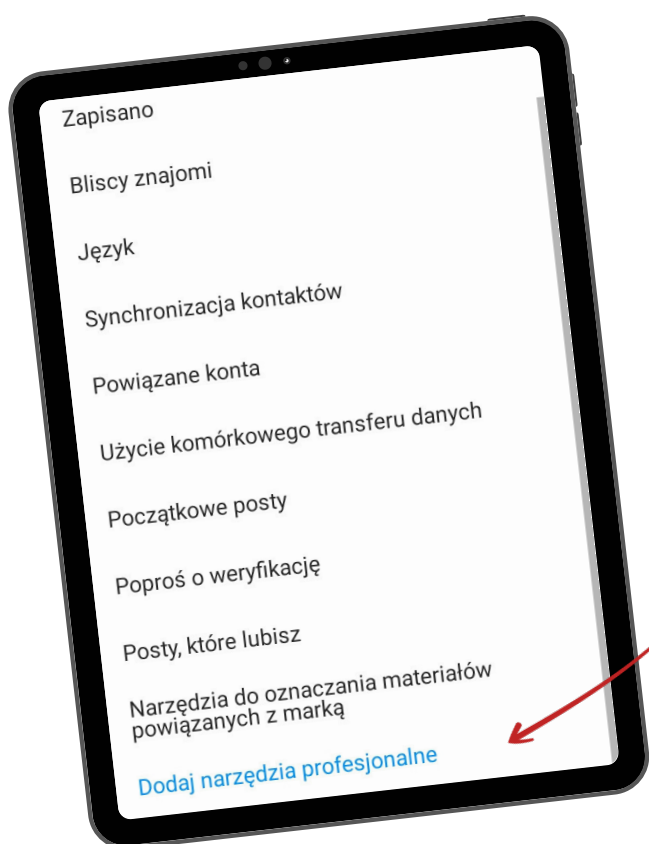 Zapisano
Bliscy znajomi
Język
Synchronizacja kontaktów
Powiązane konta
Użycie komórkowego transferu danych
Początkowe posty
Poproś o weryfikację
Posty, które lubisz
Narzędzia do oznaczania materiałów
powiązanych z marką
Dodaj narzędzia profesjonalne